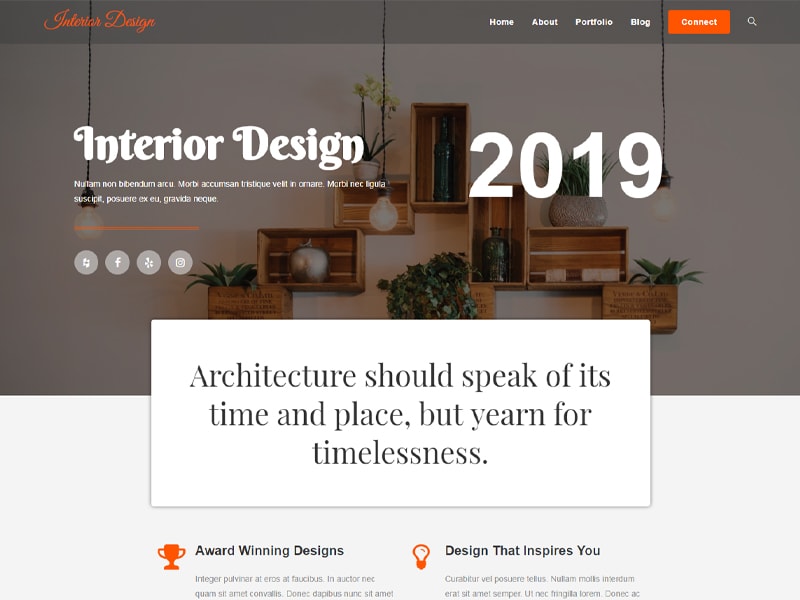 Interior Design
Home About Portfolio Blog Connect
Interior Design
Nullam non bibendum arcu. Morbi accumsan tristique velit in ornare. Morbi nec ligula
suscipit, posuere ex eu, gravida neque.
2019
Architecture should speak of its
time and place, but yearn for
timelessness.
Award Winning Designs
Integer pulvinar at eros at faucibus. In auctor nec
quam sit amet convallis. Donec dapibus nunc sit amet
Design That Inspires You
Curabitur vel posuere tellus. Nullam mollis interdum
erat sit amet semper. Ut nec fringilla lorem. Donec ac